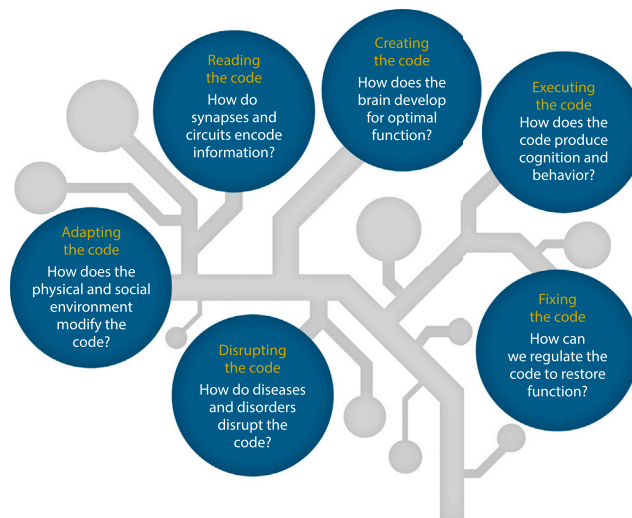 Reading
the code
How do
synapses and
circuits encode
information?
Creating
the code
How does the
brain develop
for optimal
function?
Executing
the code
How does the
code produce
cognition and
behavior?
Adapting
the code
How does the
physical and social
environment
modify the
code?
Disrupting
the code
How do diseases
and disorders
disrupt the
code?
Fixing
the code
How can
we regulate the
code to restore
function?